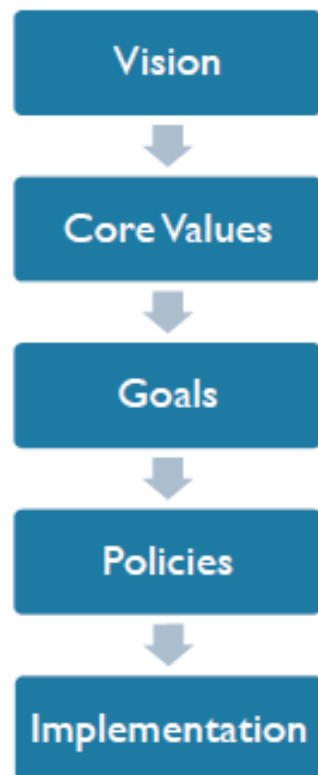 Vision
Core Values
Goals
Policies
Implementation